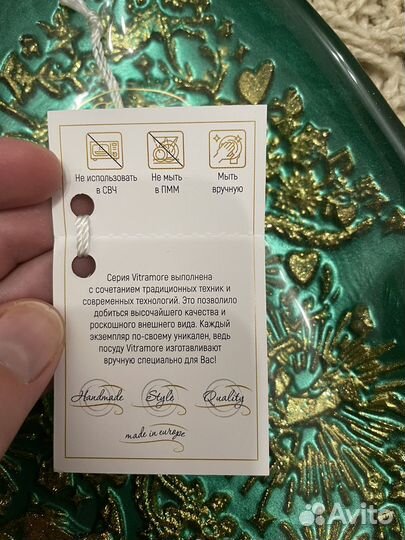 Не использовать Не мыть Мыть
в СВЧ в ПММ вручную
Серия Vitramore выполнена
с сочетанием традиционных техник и
современных технологий. Это позволило
добиться высочайшего качества и
роскошного внешнего вида. Каждый
экземпляр по-своему уникален, ведь
посуду Vitramore изготавливают
вручную специально для Вас!
Handmade Style Quality
made in europe
Avito